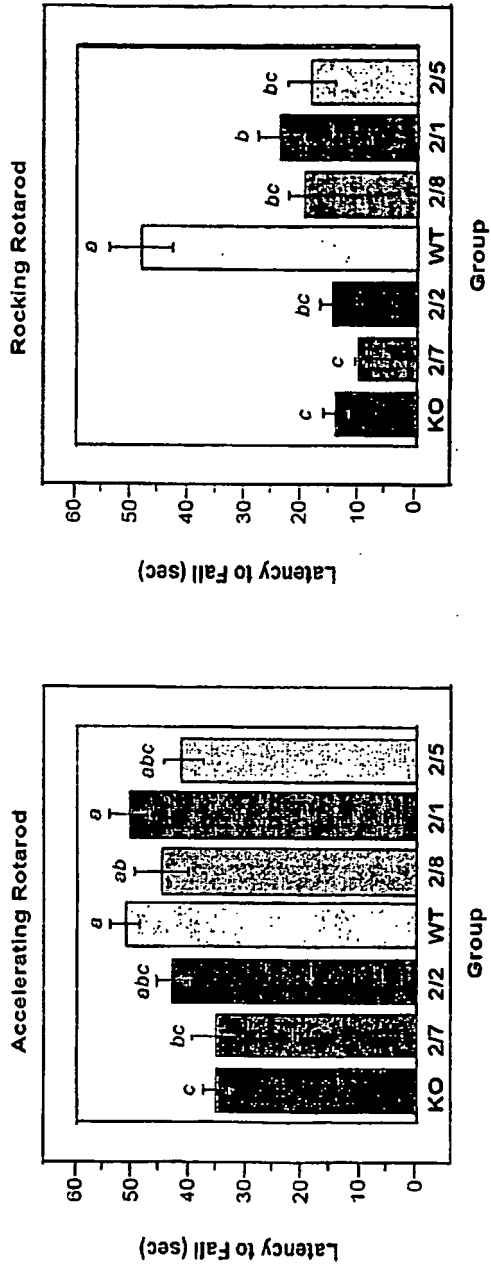 Accelerating Rotarod
Latency to Fall (sec)
60
50
40
30
20
10
0
c
bc
abc
a
ab
a
abc
KO 2/7 2/2 WT 2/8 2/1 2/5
Group
Rocking Rotarod
Latency to Fall (sec)
60
50
40
30
20
10
0
c
c
bc
a
bc
b
bc
KO 2/7 2/2 WT 2/8 2/1 2/5
Group